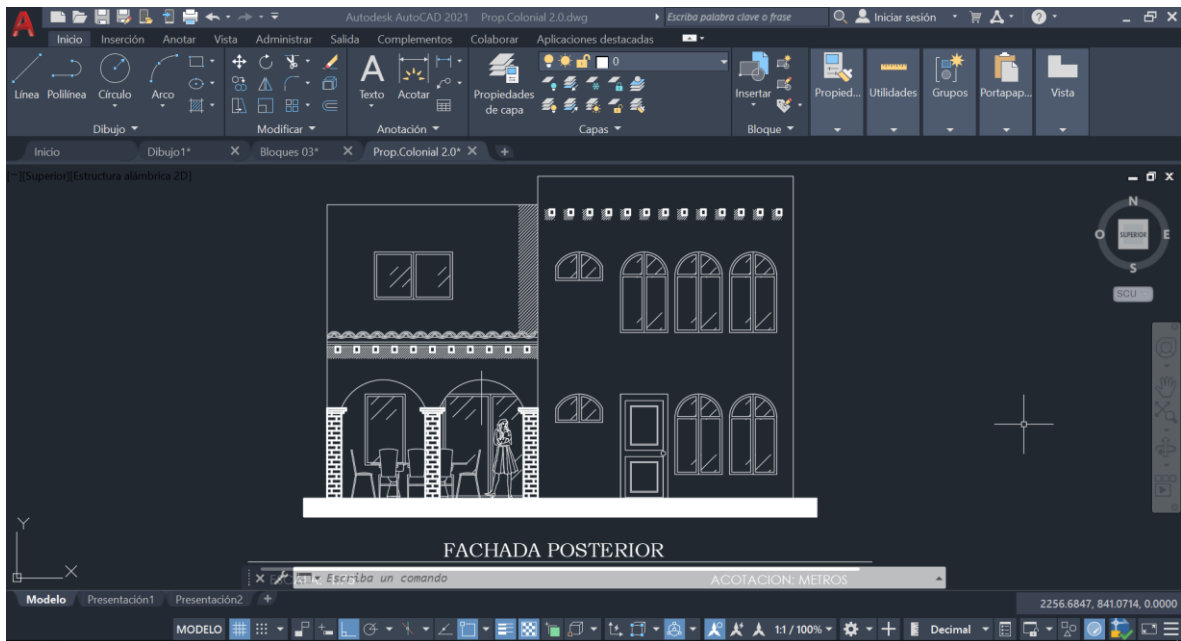 Autodesk AutoCAD 2021 Prop.Colonial 2.0.dwg Escriba palabra clave o frase Iniciar sesión
Inicio Inserción Anotar Vista Administrar Salida Complementos Colaborar Aplicaciones destacadas
0
Línea Polilínea Círculo Arco
Texto Acotar
Propiedades de capa
Insertar
Propied... Utilidades Grupos Portapap... Vista
Dibujo Modificar Anotación Capas Bloque
Inicio Dibujo1* Bloques 03* Prop.Colonial 2.0*
[−][Superior][Estructura alámbrica 2D]
N
O SUPERIOR E
S
SCU
FACHADA POSTERIOR
Y
X
Escriba un comando
ACOTACION: METROS
Modelo Presentación1 Presentación2
2256.6847, 841.0714, 0.0000
MODELO 1:1 / 100% Decimal